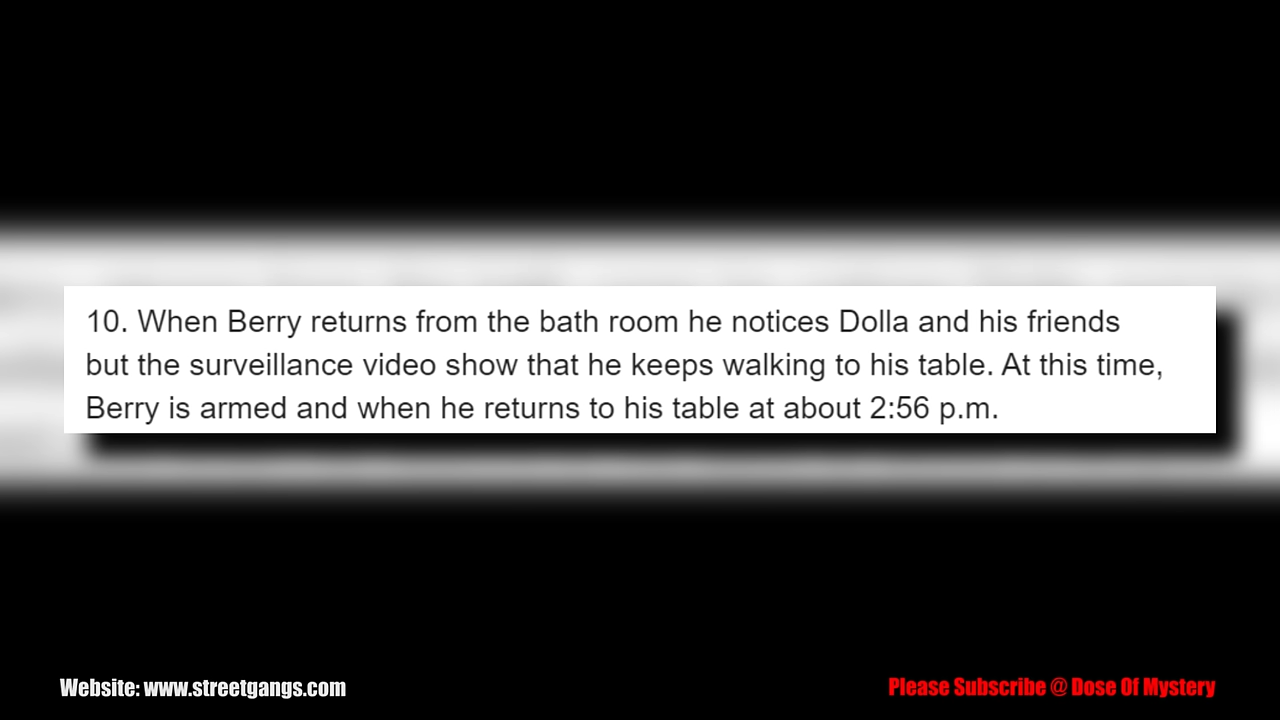 10. When Berry returns from the bath room he notices Dolla and his friends
but the surveillance video show that he keeps walking to his table. At this time,
Berry is armed and when he returns to his table at about 2:56 p.m.
Website: www.streetgangs.com
Please Subscribe @ Dose Of Mystery